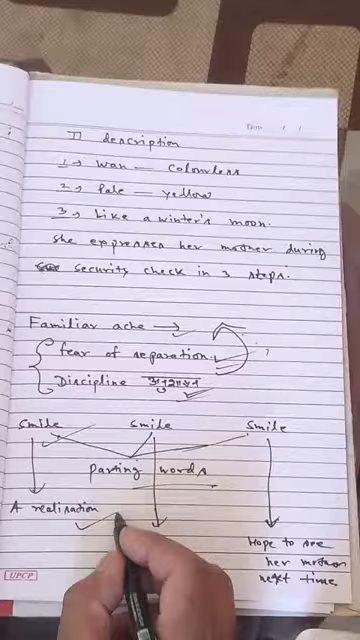 Date / /
II description
1 → wan — colourless
2 → Pale — yellow
3 → Like a winter's moon.
she expresses her mother during
security check in 3 steps.
Familiar ache →
fear of separation.
Discipline अनुशासन
smile smile smile
parting words
A realisation
Hope to see
her mother
next time
UPCP